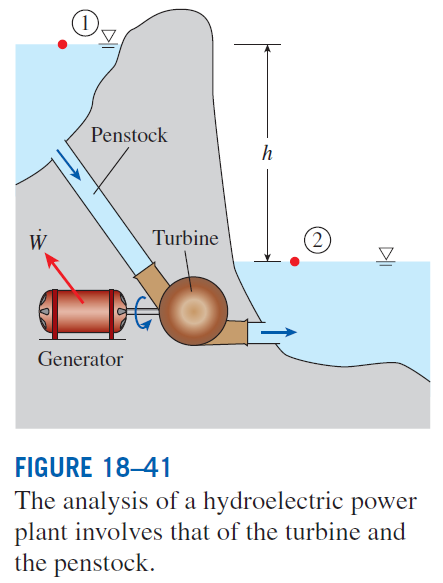 1
Penstock
h
Ẇ
Turbine
2
Generator
FIGURE 18–41
The analysis of a hydroelectric power
plant involves that of the turbine and
the penstock.